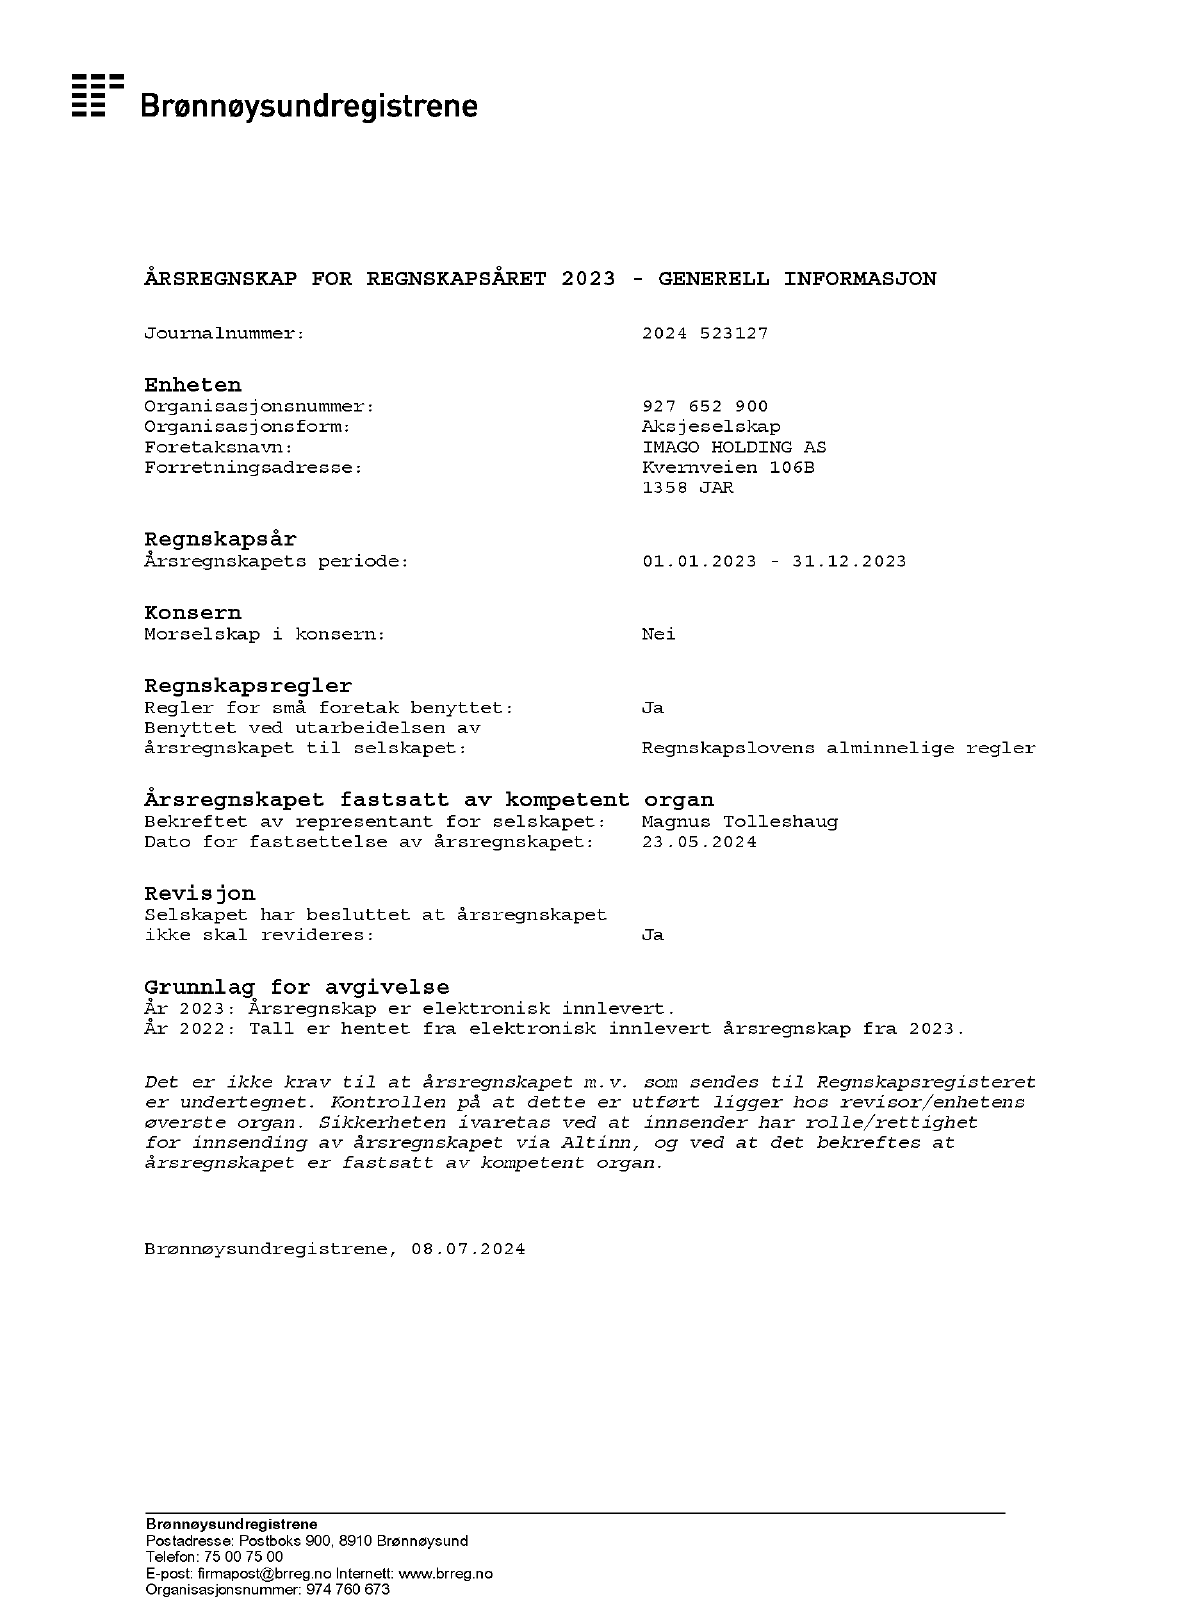 Brønnøysundregistrene
ÅRSREGNSKAP FOR REGNSKAPSÅRET 2023 - GENERELL INFORMASJON
Journalnummer: 2024 523127
Enheten
Organisasjonsnummer: 927 652 900
Organisasjonsform: Aksjeselskap
Foretaksnavn: IMAGO HOLDING AS
Forretningsadresse: Kvernveien 106B
1358 JAR
Regnskapsår
Årsregnskapets periode: 01.01.2023 - 31.12.2023
Konsern
Morselskap i konsern: Nei
Regnskapsregler
Regler for små foretak benyttet: Ja
Benyttet ved utarbeidelsen av
årsregnskapet til selskapet: Regnskapslovens alminnelige regler
Årsregnskapet fastsatt av kompetent organ
Bekreftet av representant for selskapet: Magnus Tolleshaug
Dato for fastsettelse av årsregnskapet: 23.05.2024
Revisjon
Selskapet har besluttet at årsregnskapet
ikke skal revideres: Ja
Grunnlag for avgivelse
År 2023: Årsregnskap er elektronisk innlevert.
År 2022: Tall er hentet fra elektronisk innlevert årsregnskap fra 2023.
Det er ikke krav til at årsregnskapet m.v. som sendes til Regnskapsregisteret
er undertegnet. Kontrollen på at dette er utført ligger hos revisor/enhetens
øverste organ. Sikkerheten ivaretas ved at innsender har rolle/rettighet
for innsending av årsregnskapet via Altinn, og ved at det bekreftes at
årsregnskapet er fastsatt av kompetent organ.
Brønnøysundregistrene, 08.07.2024
Brønnøysundregistrene
Postadresse: Postboks 900, 8910 Brønnøysund
Telefon: 75 00 75 00
E-post: firmapost@brreg.no Internett: www.brreg.no
Organisasjonsnummer: 974 760 673